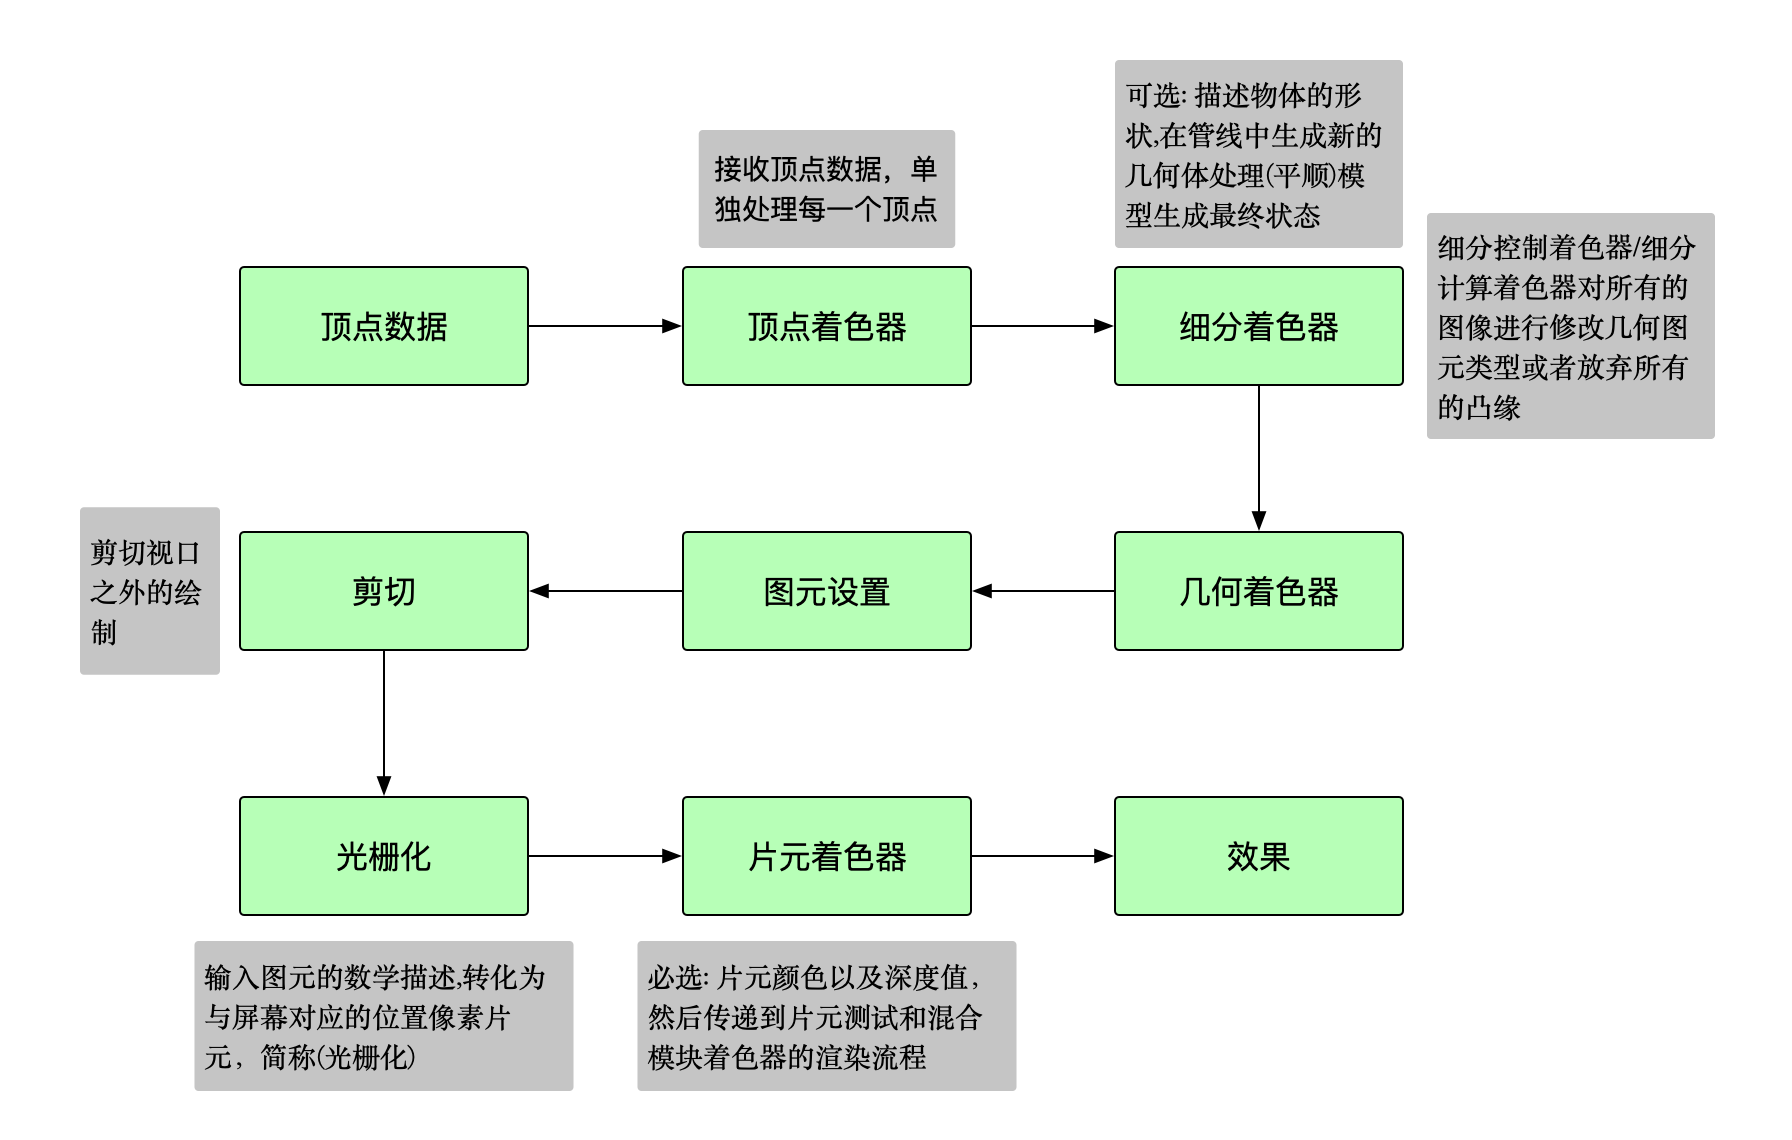 可选: 描述物体的形
状,在管线中生成新的
几何体处理(平顺)模
型生成最终状态
接收顶点数据，单
独处理每一个顶点
细分控制着色器/细分
计算着色器对所有的
图像进行修改几何图
元类型或者放弃所有
的凸缘
顶点数据
顶点着色器
细分着色器
剪切视口
之外的绘
制
剪切
图元设置
几何着色器
光栅化
片元着色器
效果
输入图元的数学描述,转化为
与屏幕对应的位置像素片
元，简称(光栅化)
必选: 片元颜色以及深度值，
然后传递到片元测试和混合
模块着色器的渲染流程